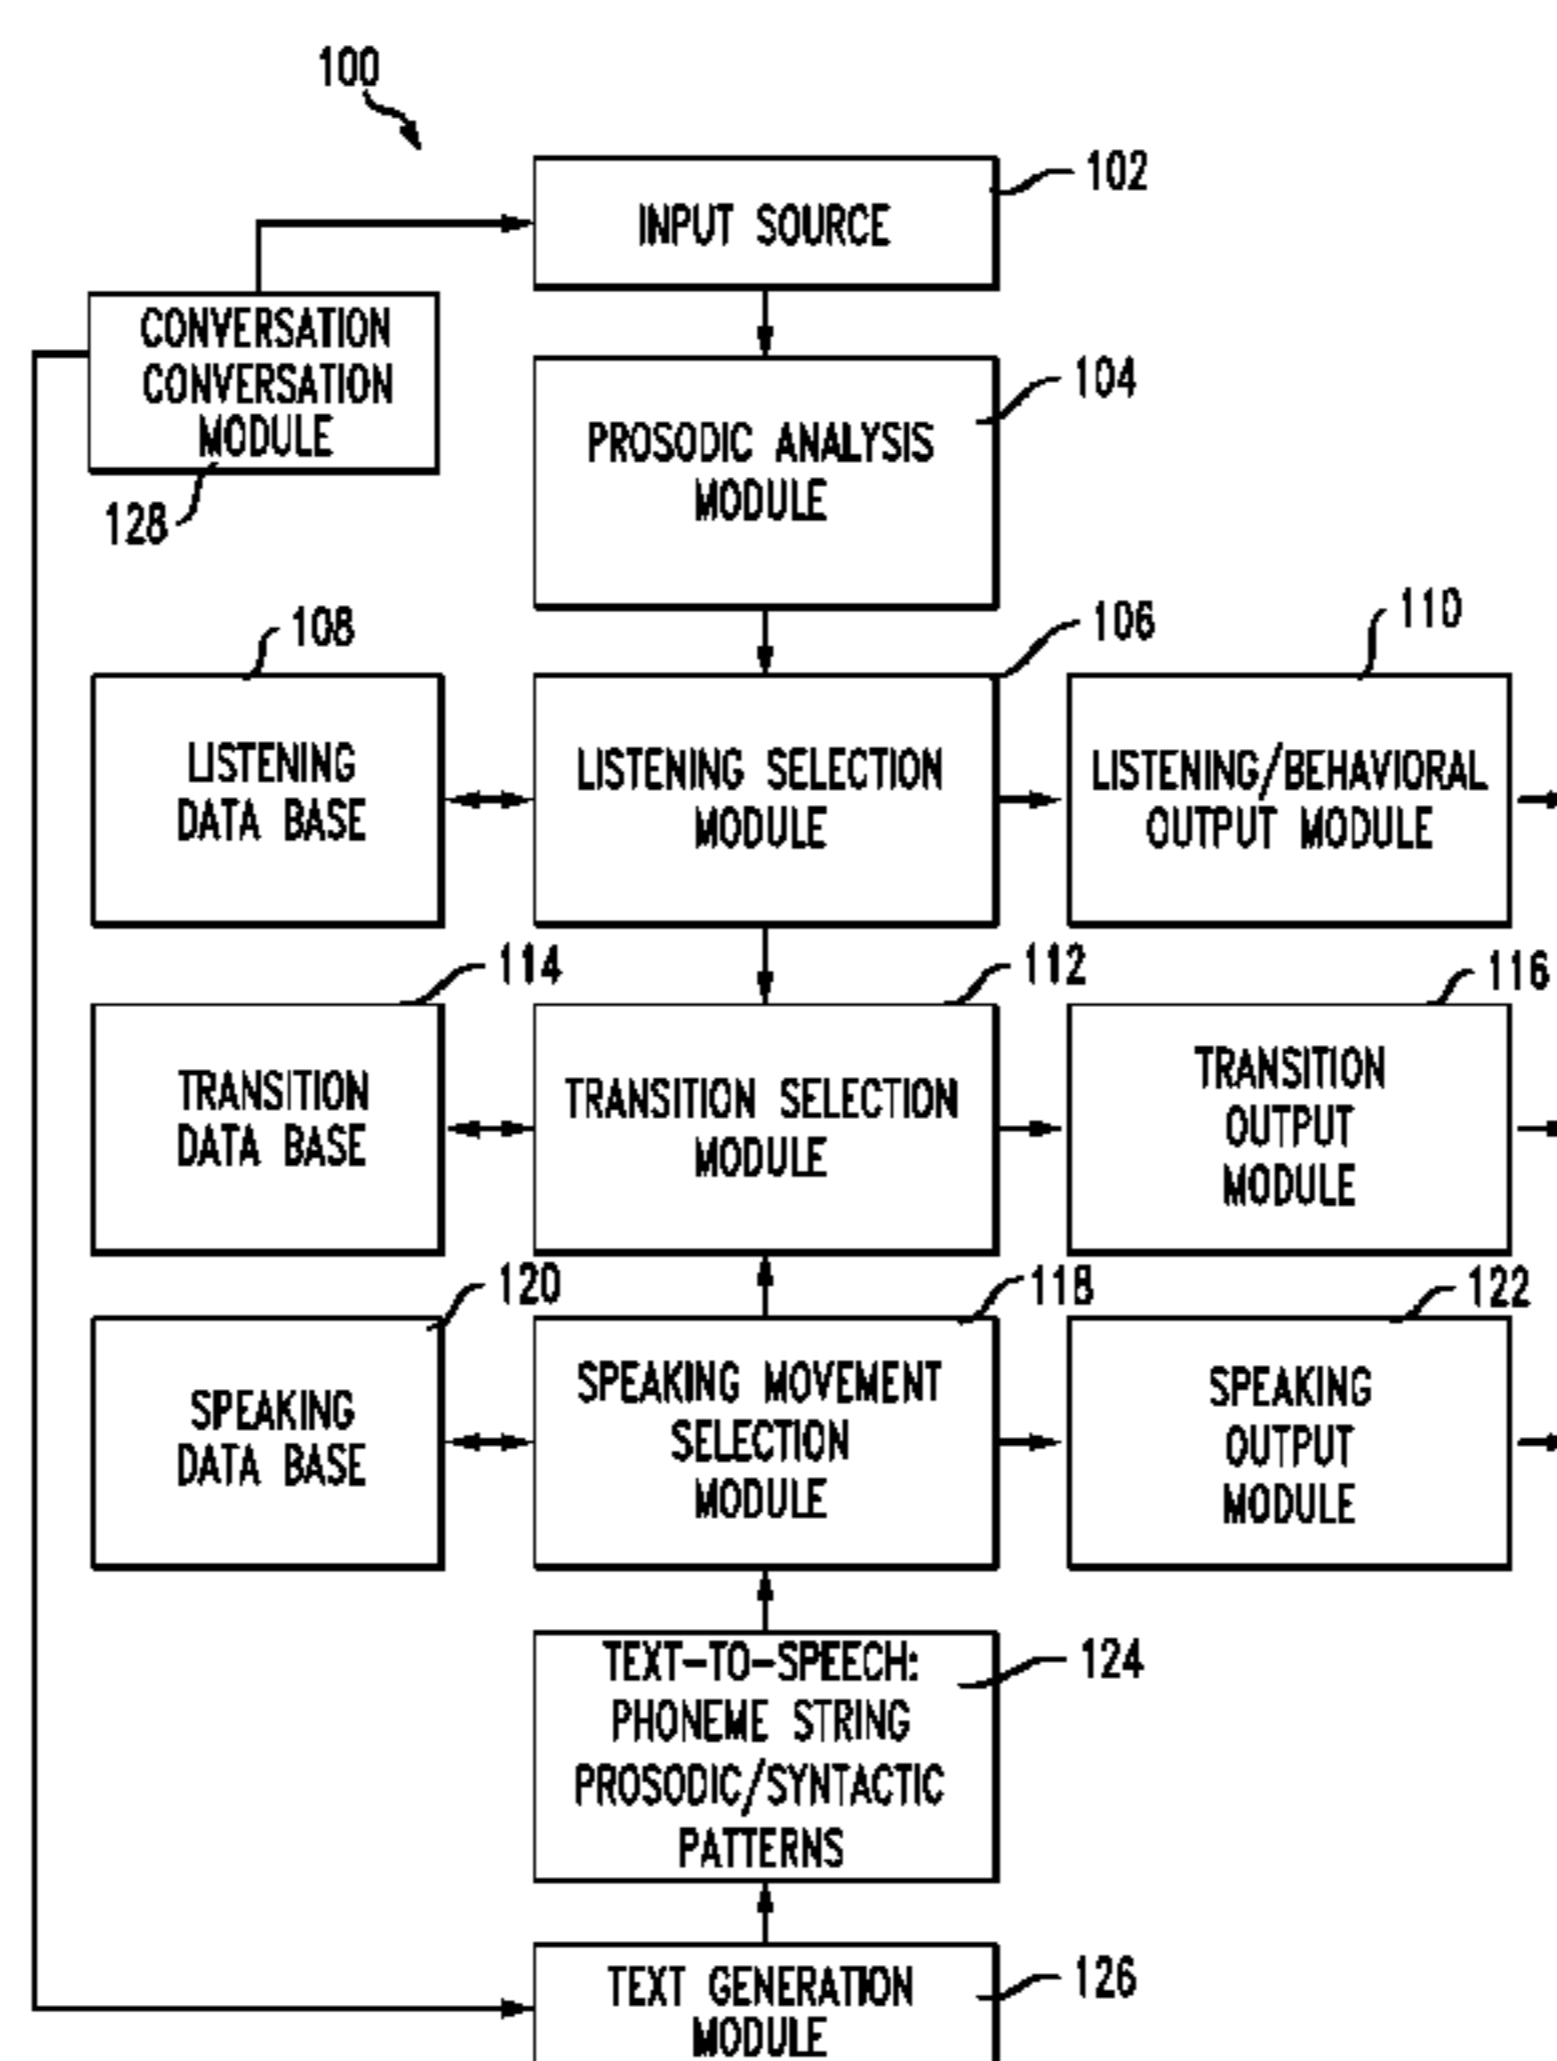 100
102
INPUT SOURCE
CONVERSATION
CONVERSATION
MODULE
128
104
PROSODIC ANALYSIS
MODULE
108
106
110
LISTENING
DATA BASE
LISTENING SELECTION
MODULE
LISTENING/BEHAVIORAL
OUTPUT MODULE
114
112
116
TRANSITION
DATA BASE
TRANSITION SELECTION
MODULE
TRANSITION
OUTPUT
MODULE
120
118
122
SPEAKING
DATA BASE
SPEAKING MOVEMENT
SELECTION
MODULE
SPEAKING
OUTPUT
MODULE
124
TEXT-TO-SPEECH:
PHONEME STRING
PROSODIC/SYNTACTIC
PATTERNS
126
TEXT GENERATION
MODULE